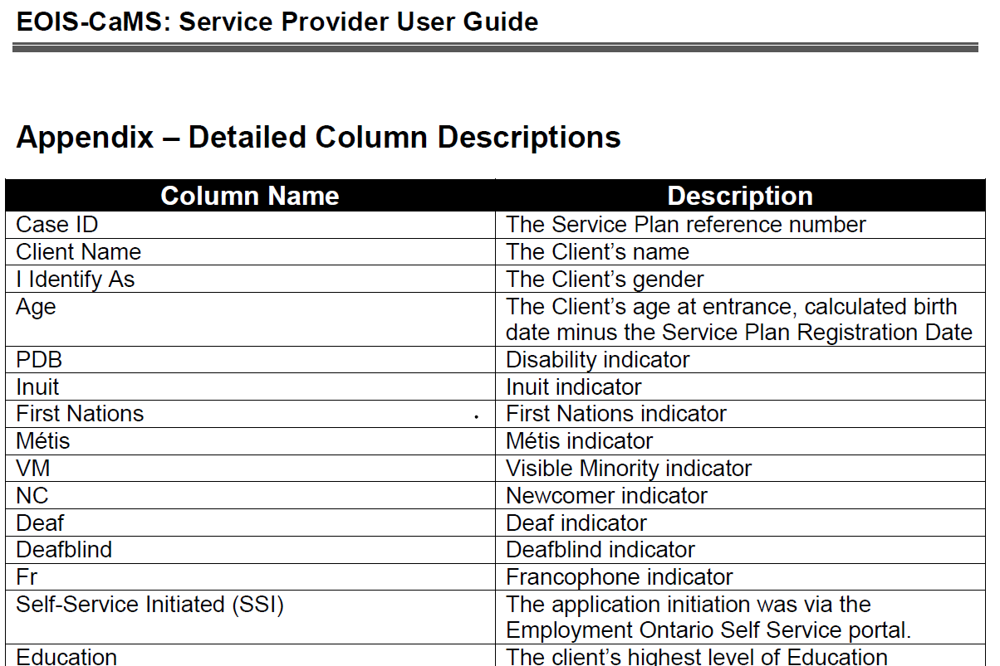 EOIS-CaMS: Service Provider User Guide
Appendix – Detailed Column Descriptions
Column Name Description
Case ID The Service Plan reference number
Client Name The Client’s name
I Identify As The Client’s gender
Age The Client’s age at entrance, calculated birth
date minus the Service Plan Registration Date
PDB Disability indicator
Inuit Inuit indicator
First Nations First Nations indicator
Métis Métis indicator
VM Visible Minority indicator
NC Newcomer indicator
Deaf Deaf indicator
Deafblind Deafblind indicator
Fr Francophone indicator
Self-Service Initiated (SSI) The application initiation was via the
Employment Ontario Self Service portal.
Education The client’s highest level of Education